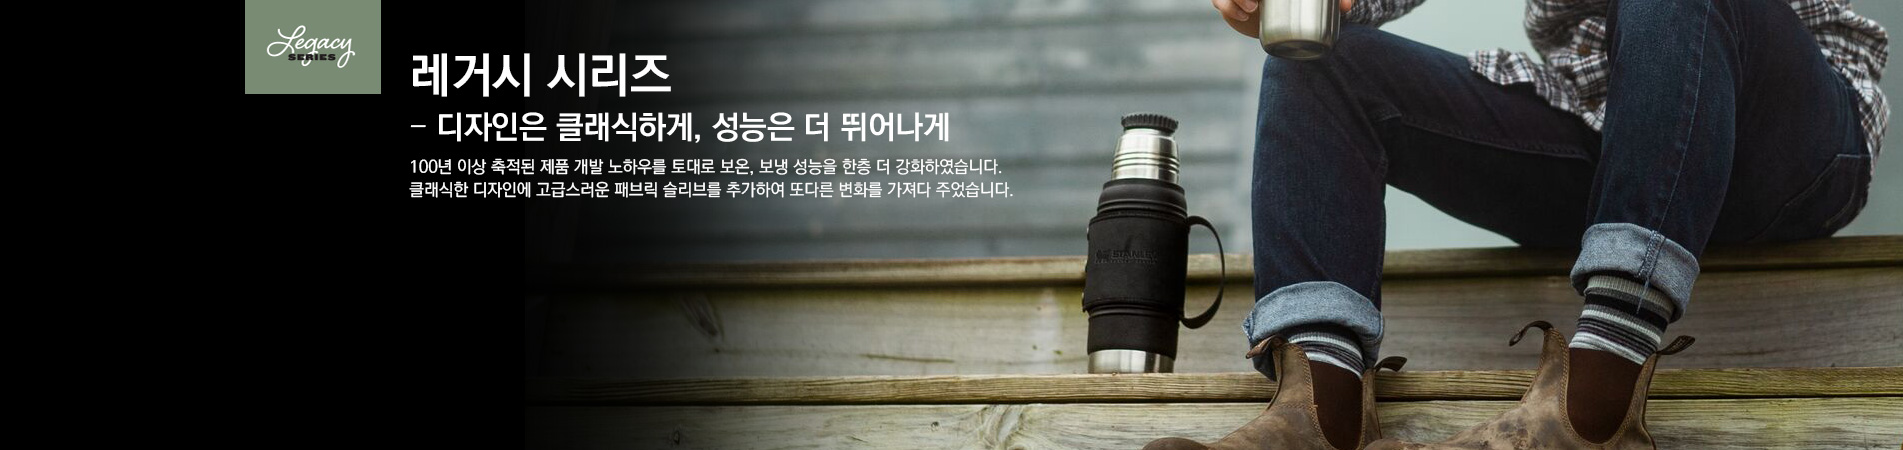 Legacy
SERIES
레거시 시리즈
– 디자인은 클래식하게, 성능은 더 뛰어나게
100년 이상 축적된 제품 개발 노하우를 토대로 보온, 보냉 성능을 한층 더 강화하였습니다.
클래식한 디자인에 고급스러운 패브릭 슬리브를 추가하여 또다른 변화를 가져다 주었습니다.
STANLEY